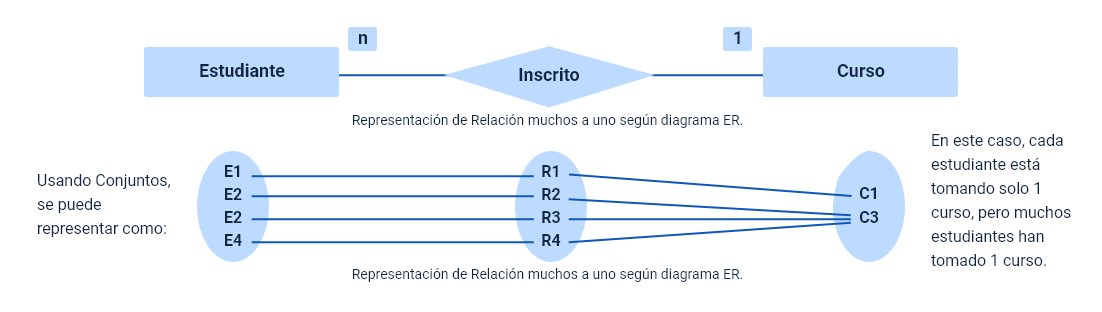 n
1
Estudiante
Inscrito
Curso
Representación de Relación muchos a uno según diagrama ER.
Usando Conjuntos,
se puede
representar como:
E1
E2
E2
E4
R1
R2
R3
R4
C1
C3
En este caso, cada
estudiante está
tomando solo 1
curso, pero muchos
estudiantes han
tomado 1 curso.
Representación de Relación muchos a uno según diagrama ER.